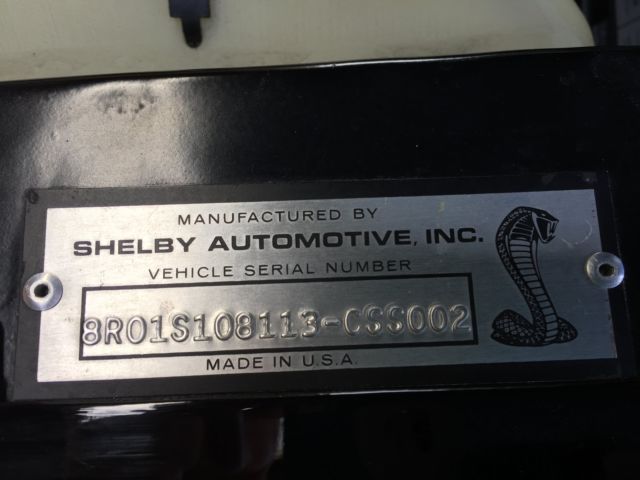 MANUFACTURED BY
SHELBY AUTOMOTIVE, INC.
VEHICLE SERIAL NUMBER
8R01S108113-CSS002
MADE IN U.S.A.